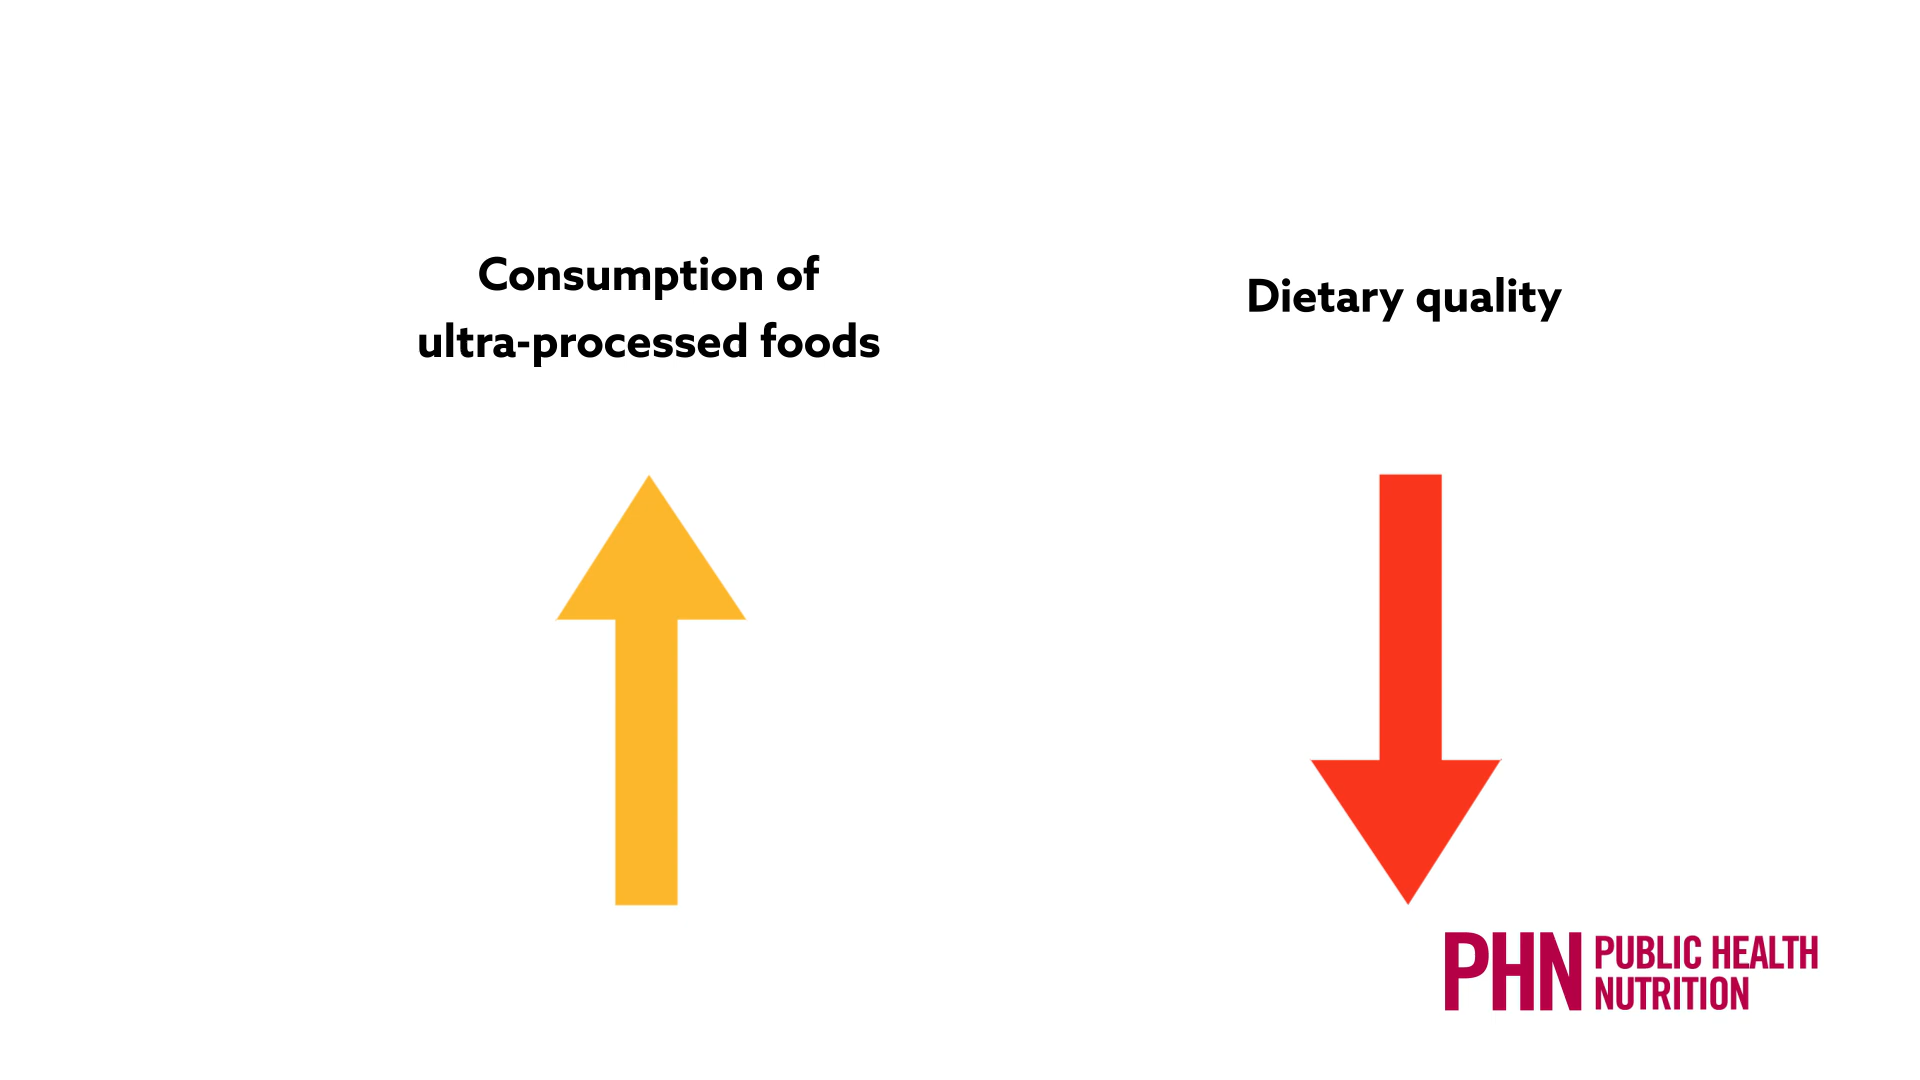 Consumption of
ultra-processed foods
Dietary quality
PHN PUBLIC HEALTH
NUTRITION